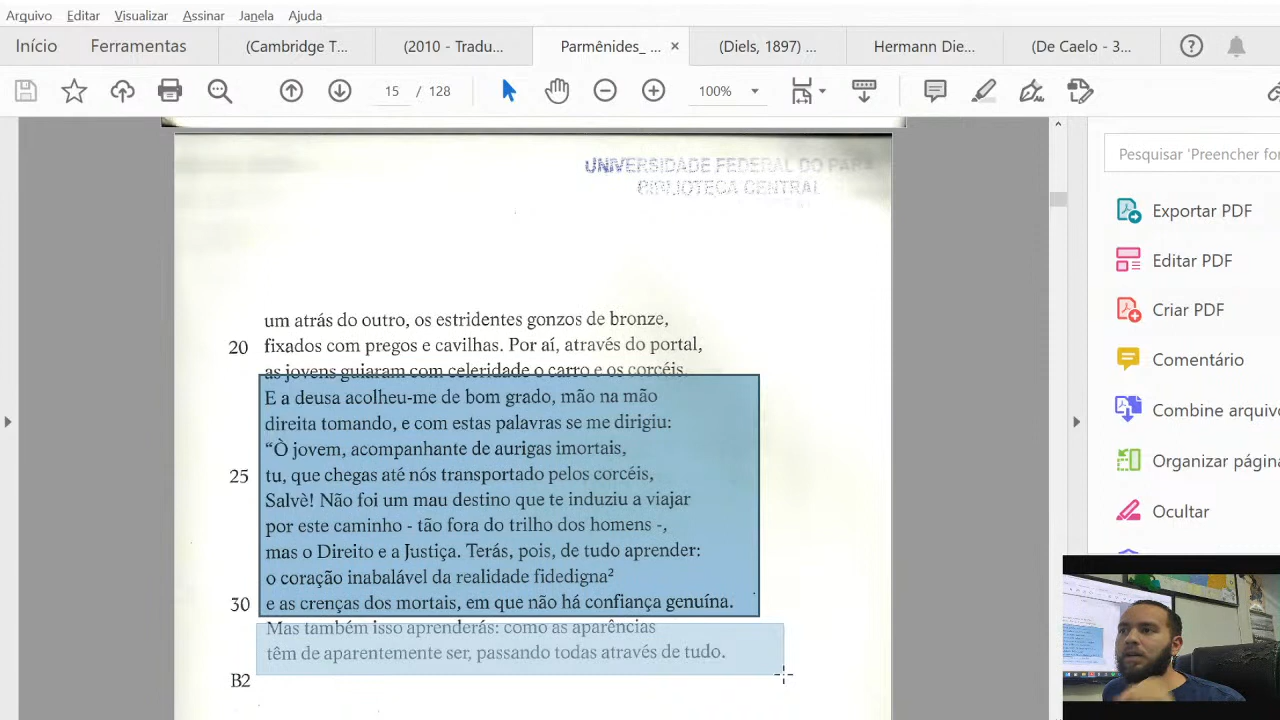 Arquivo Editar Visualizar Assinar Janela Ajuda
Início Ferramentas (Cambridge T... (2010 - Tradu... Parmênides_ ... × (Diels, 1897) ... Hermann Die... (De Caelo - 3...
15 / 128 100%
UNIVERSIDADE FEDERAL DO PARÁ
BIBLIOTECA CENTRAL
um atrás do outro, os estridentes gonzos de bronze,
20 fixados com pregos e cavilhas. Por aí, através do portal,
as jovens guiaram com celeridade o carro e os corcéis.
E a deusa acolheu-me de bom grado, mão na mão
direita tomando, e com estas palavras se me dirigiu:
“Ò jovem, acompanhante de aurigas imortais,
25 tu, que chegas até nós transportado pelos corcéis,
Salvè! Não foi um mau destino que te induziu a viajar
por este caminho - tão fora do trilho dos homens -,
mas o Direito e a Justiça. Terás, pois, de tudo aprender:
o coração inabalável da realidade fidedigna²
30 e as crenças dos mortais, em que não há confiança genuína.
Mas também isso aprenderás: como as aparências
têm de aparentemente ser, passando todas através de tudo.
B2
Pesquisar 'Preencher for
Exportar PDF
Editar PDF
Criar PDF
Comentário
Combine arquivo
Organizar página
Ocultar